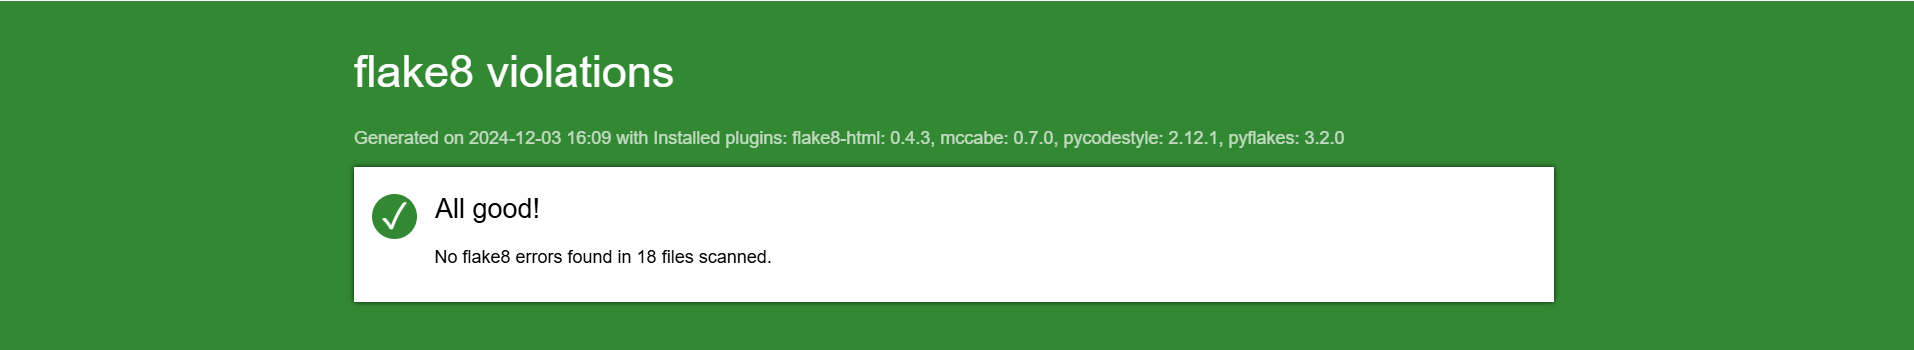 flake8 violations
Generated on 2024-12-03 16:09 with Installed plugins: flake8-html: 0.4.3, mccabe: 0.7.0, pycodestyle: 2.12.1, pyflakes: 3.2.0
All good!
No flake8 errors found in 18 files scanned.